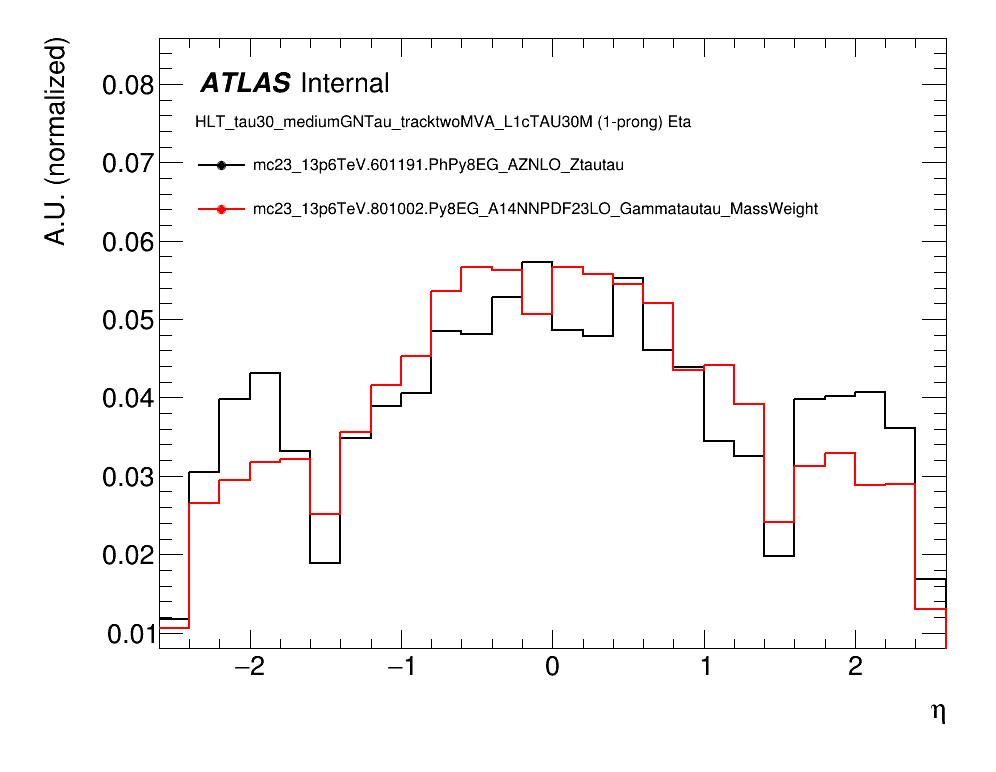 A.U. (normalized)
ATLAS Internal
HLT_tau30_mediumGNTau_tracktwoMVA_L1cTAU30M (1-prong) Eta
mc23_13p6TeV.601191.PhPy8EG_AZNLO_Ztautau
mc23_13p6TeV.801002.Py8EG_A14NNPDF23LO_Gammatautau_MassWeight
0.08
0.07
0.06
0.05
0.04
0.03
0.02
0.01
−2 −1 0 1 2
η